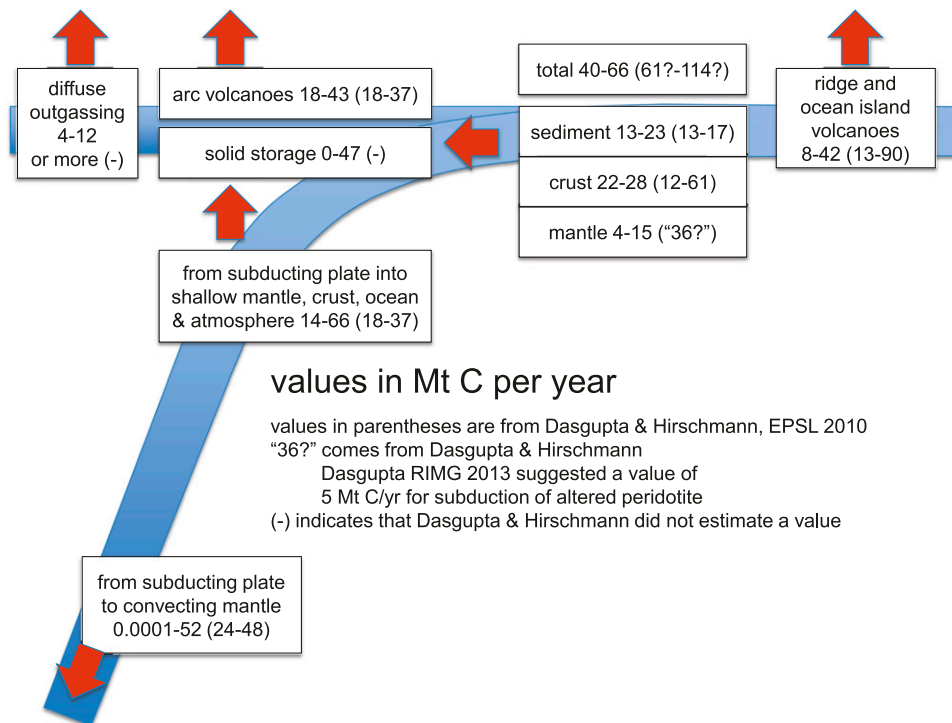 diffuse
outgassing
4-12
or more (-)
arc volcanoes 18-43 (18-37)
solid storage 0-47 (-)
total 40-66 (61?-114?)
sediment 13-23 (13-17)
crust 22-28 (12-61)
mantle 4-15 (“36?”)
ridge and
ocean island
volcanoes
8-42 (13-90)
from subducting plate into
shallow mantle, crust, ocean
& atmosphere 14-66 (18-37)
values in Mt C per year
values in parentheses are from Dasgupta & Hirschmann, EPSL 2010
“36?” comes from Dasgupta & Hirschmann
Dasgupta RIMG 2013 suggested a value of
5 Mt C/yr for subduction of altered peridotite
(-) indicates that Dasgupta & Hirschmann did not estimate a value
from subducting plate
to convecting mantle
0.0001-52 (24-48)